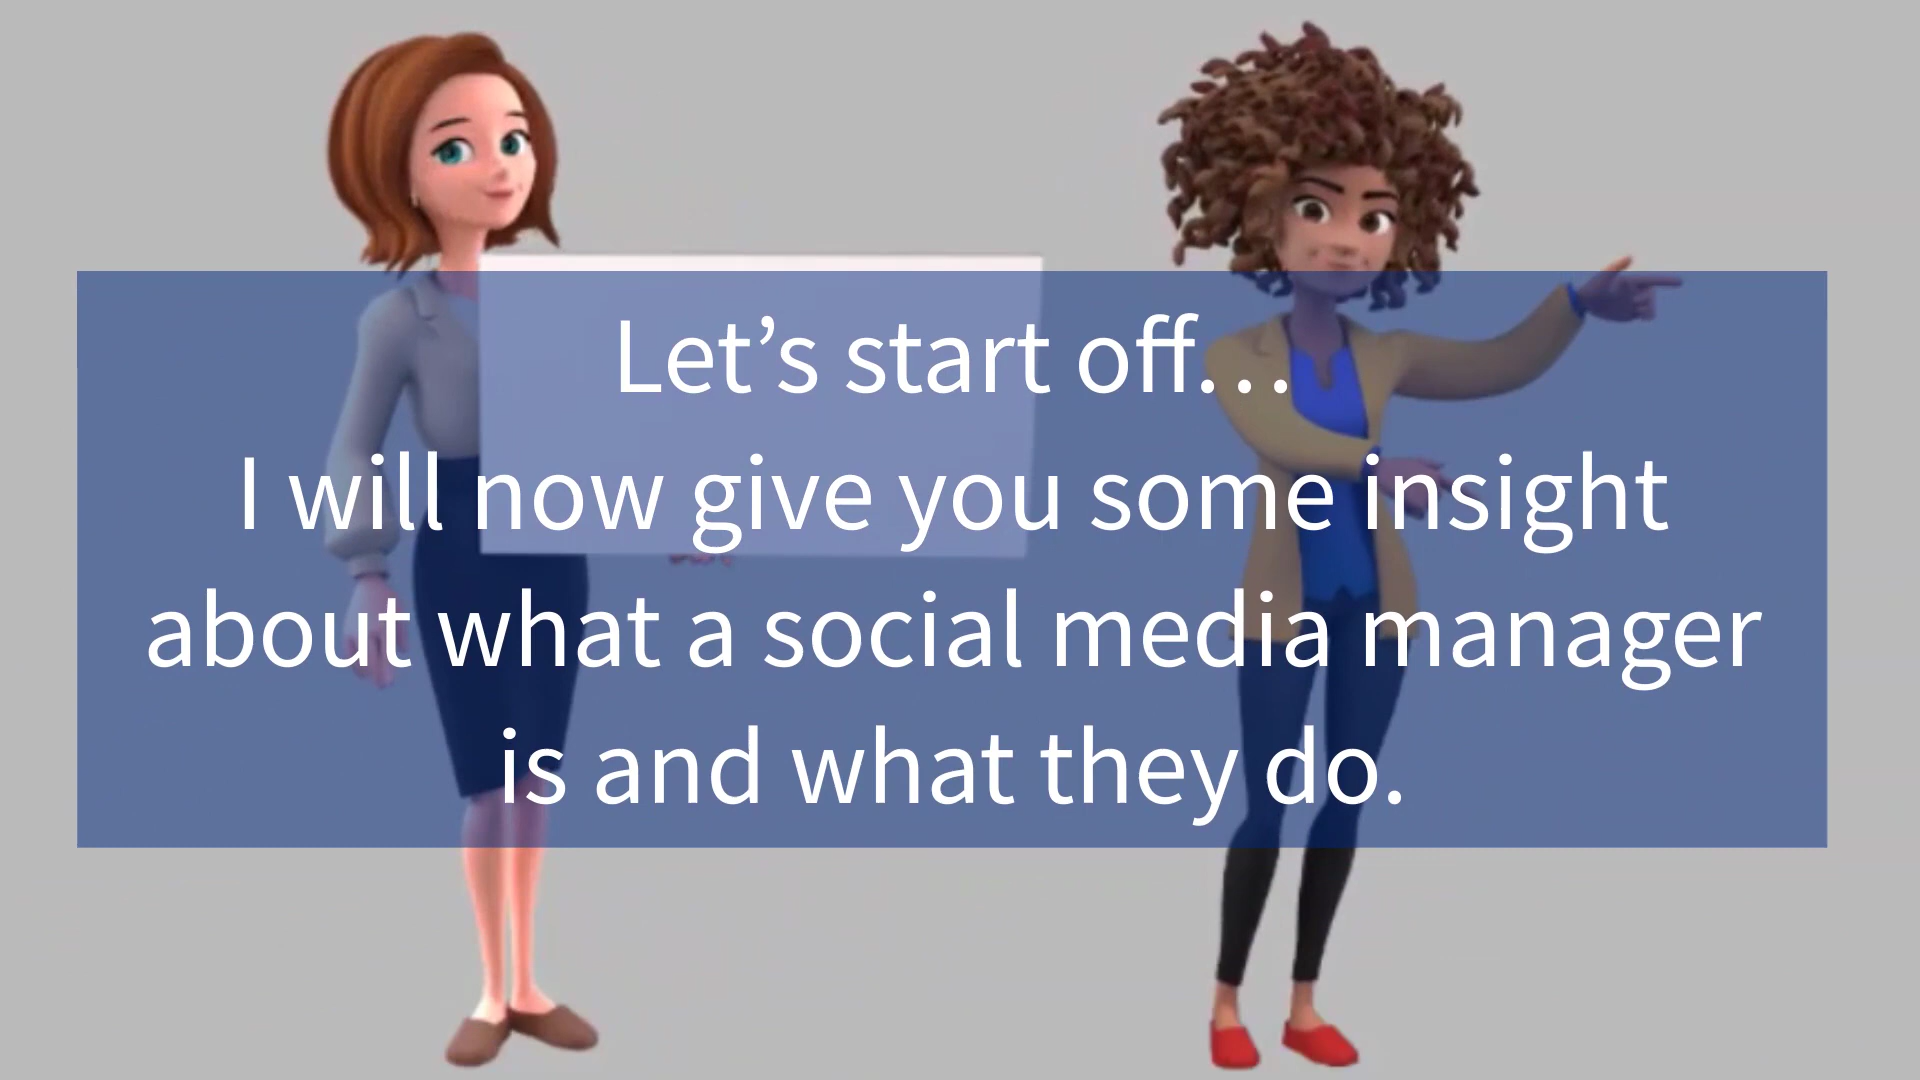 Let’s start off…
I will now give you some insight
about what a social media manager
is and what they do.